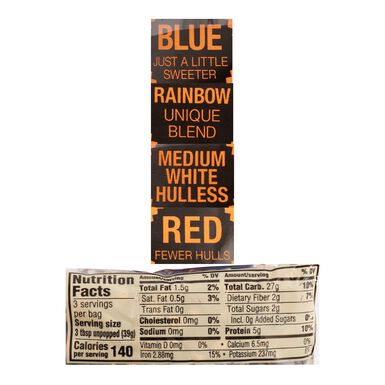 BLUE
JUST A LITTLE
SWEETER
RAINBOW
UNIQUE
BLEND
MEDIUM
WHITE
HULLESS
RED
FEWER HULLS
Nutrition
Facts
3 servings
per bag
Serving size
3 tbsp unpopped (39g)
Calories
per serving 140
Amount/serving % DV
Total Fat 1.5g 2%
Sat. Fat 0.5g 3%
Trans Fat 0g
Cholesterol 0mg 0%
Sodium 0mg 0%
Vitamin D 0mg 0%
Iron 2.88mg 15%
Amount/serving % DV
Total Carb. 27g 10%
Dietary Fiber 2g 7%
Total Sugars 2g
Incl. 0g Added Sugars 0%
Protein 5g 10%
• Calcium 6.5mg 0%
• Potassium 237mg